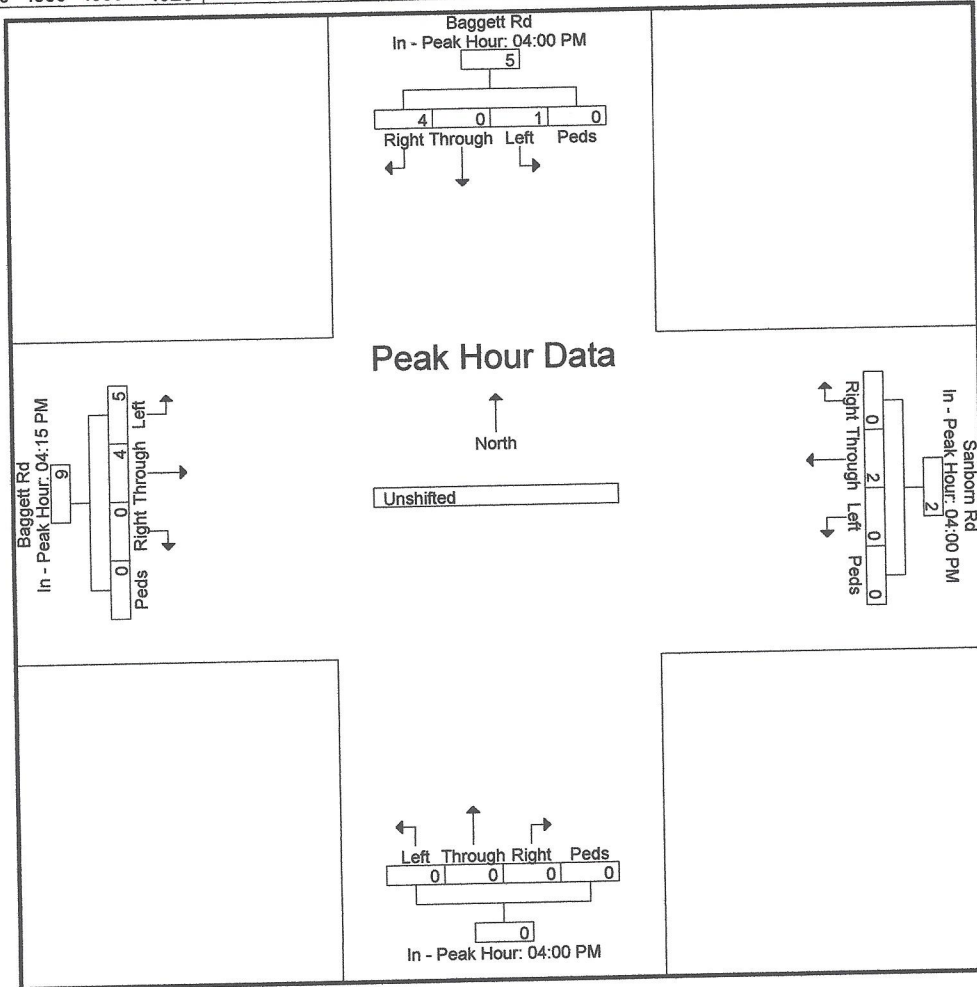 Baggett Rd
In - Peak Hour: 04:00 PM
5
4 0 1 0
Right Through Left Peds
Peak Hour Data
North
Unshifted
Baggett Rd
In - Peak Hour: 04:15 PM
9
5 4 0 0
Left Through Right Peds
Sanborn Rd
In - Peak Hour: 04:00 PM
2
0 2 0 0
Right Through Left Peds
Left Through Right Peds
0 0 0 0
0
In - Peak Hour: 04:00 PM